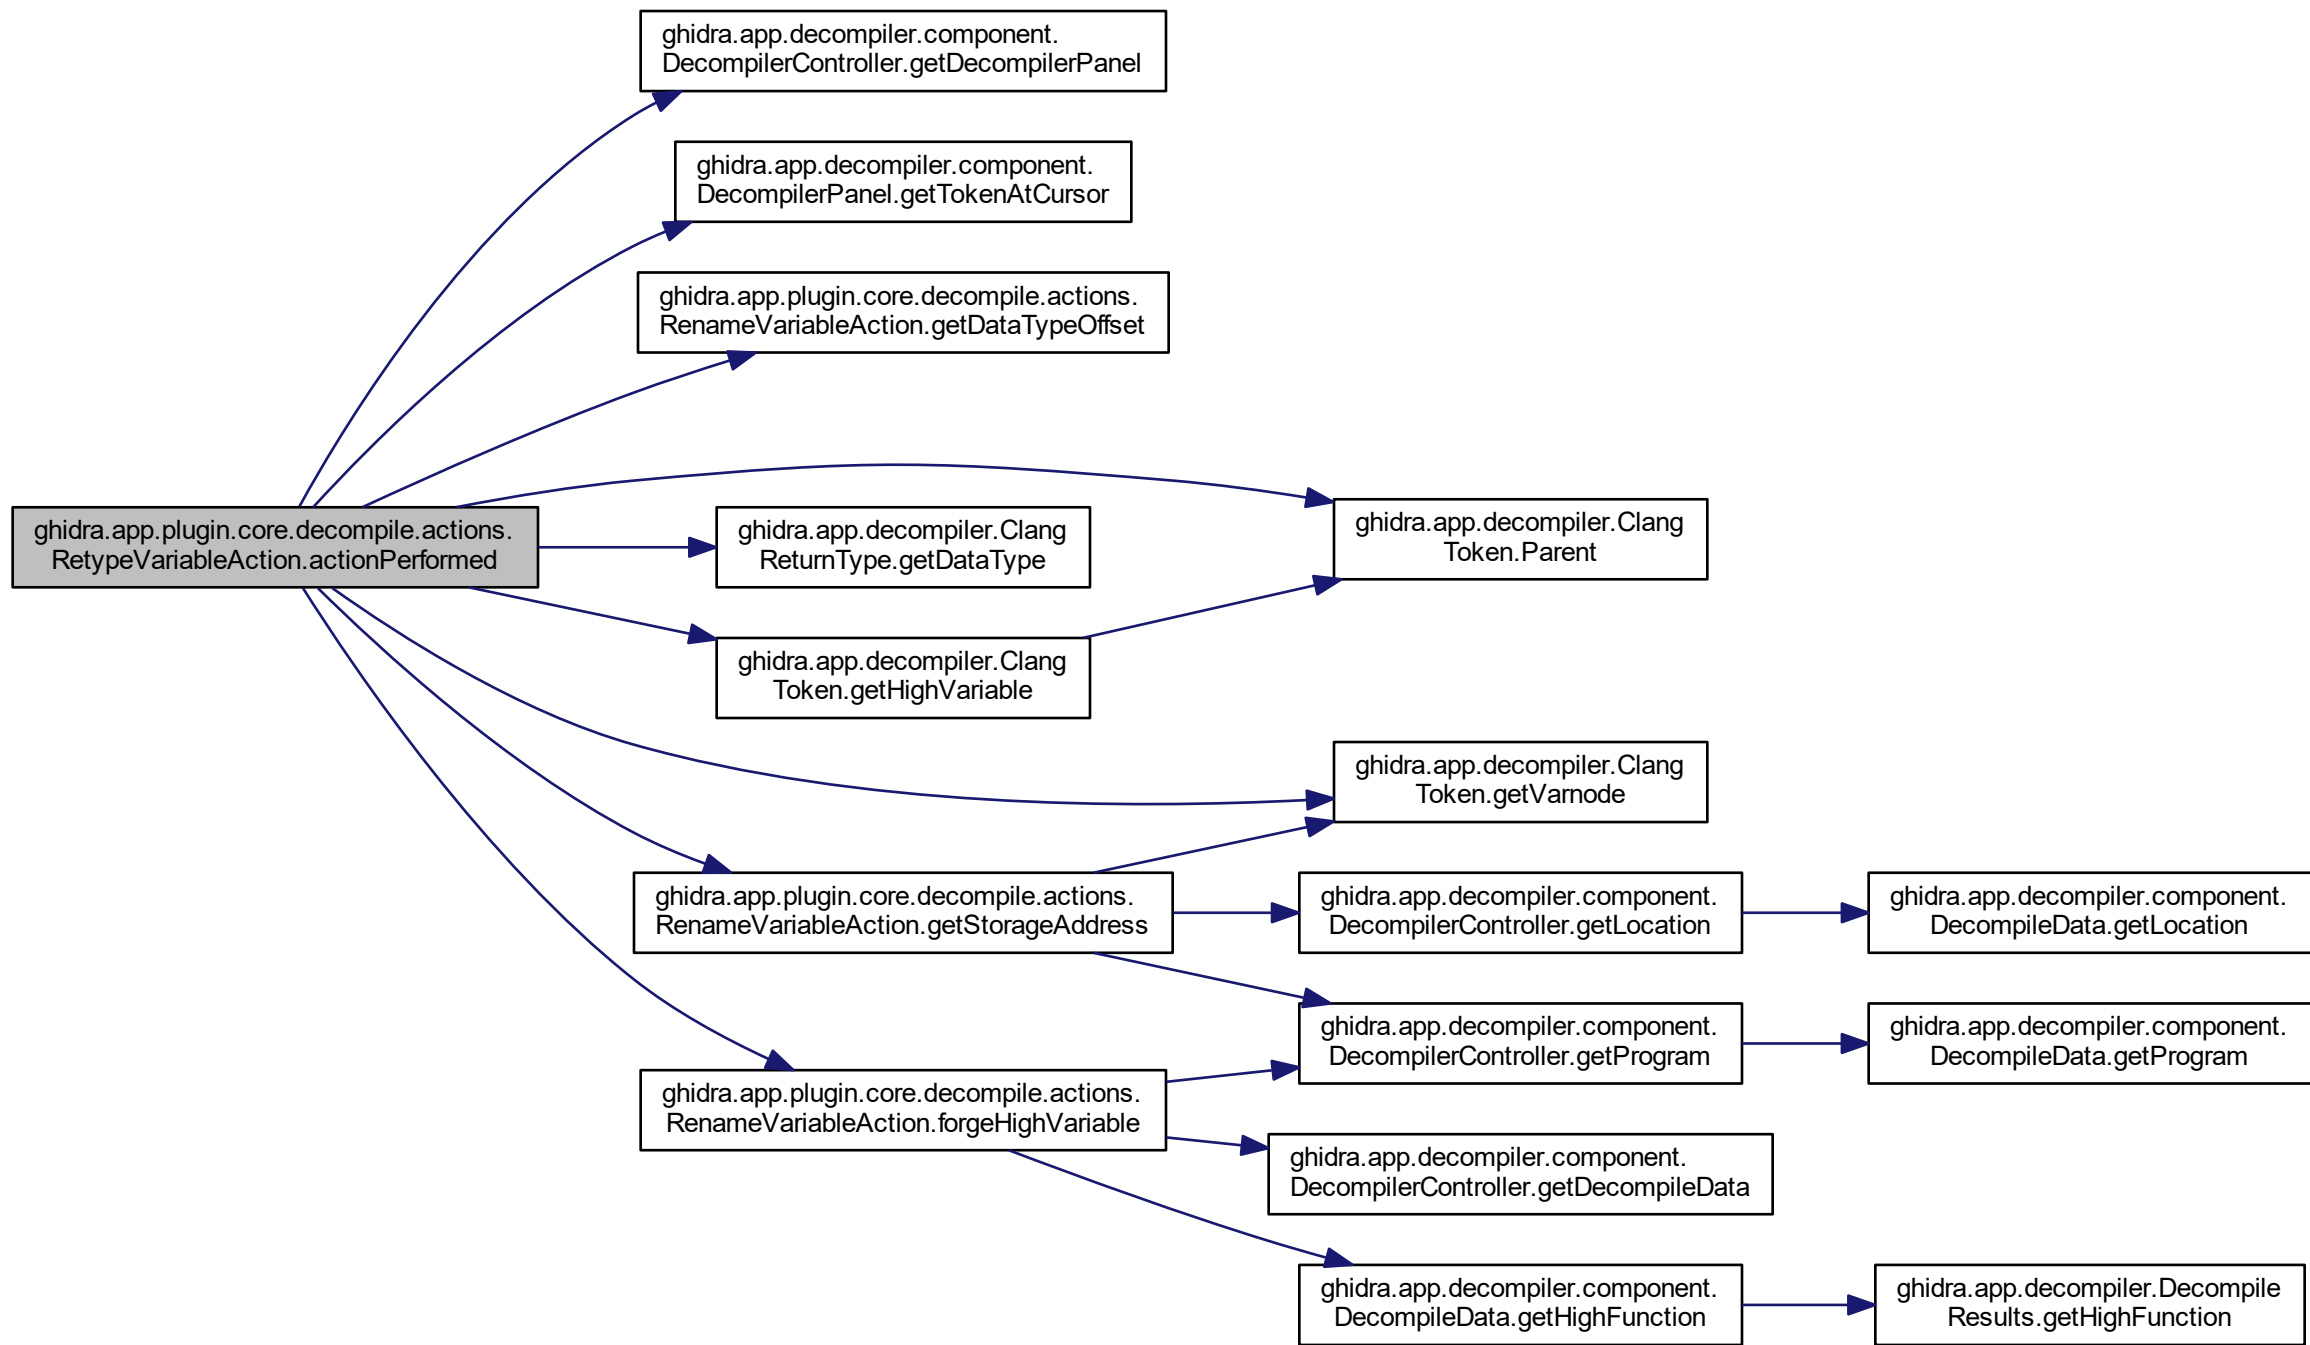 ghidra.app.decompiler.component.
DecompilerController.getDecompilerPanel
ghidra.app.decompiler.component.
DecompilerPanel.getTokenAtCursor
ghidra.app.plugin.core.decompile.actions.
RenameVariableAction.getDataTypeOffset
ghidra.app.plugin.core.decompile.actions.
RetypeVariableAction.actionPerformed
ghidra.app.decompiler.Clang
ReturnType.getDataType
ghidra.app.decompiler.Clang
Token.Parent
ghidra.app.decompiler.Clang
Token.getHighVariable
ghidra.app.decompiler.Clang
Token.getVarnode
ghidra.app.plugin.core.decompile.actions.
RenameVariableAction.getStorageAddress
ghidra.app.decompiler.component.
DecompilerController.getLocation
ghidra.app.decompiler.component.
DecompileData.getLocation
ghidra.app.decompiler.component.
DecompilerController.getProgram
ghidra.app.decompiler.component.
DecompileData.getProgram
ghidra.app.plugin.core.decompile.actions.
RenameVariableAction.forgeHighVariable
ghidra.app.decompiler.component.
DecompilerController.getDecompileData
ghidra.app.decompiler.component.
DecompileData.getHighFunction
ghidra.app.decompiler.Decompile
Results.getHighFunction